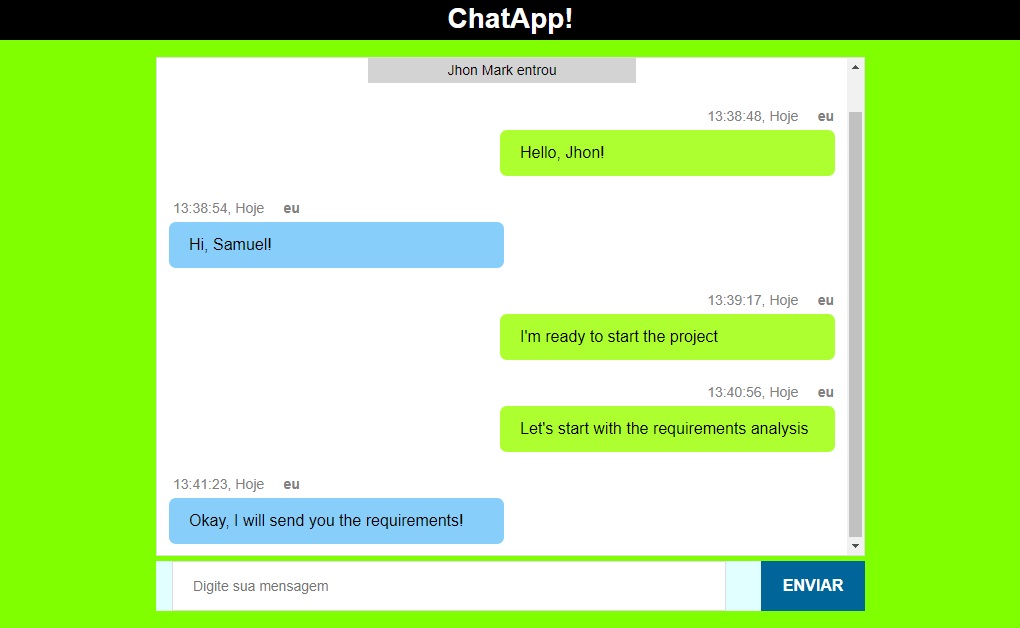 ChatApp!
Jhon Mark entrou
13:38:48, Hoje eu
Hello, Jhon!
13:38:54, Hoje eu
Hi, Samuel!
13:39:17, Hoje eu
I'm ready to start the project
13:40:56, Hoje eu
Let's start with the requirements analysis
13:41:23, Hoje eu
Okay, I will send you the requirements!
Digite sua mensagem
ENVIAR